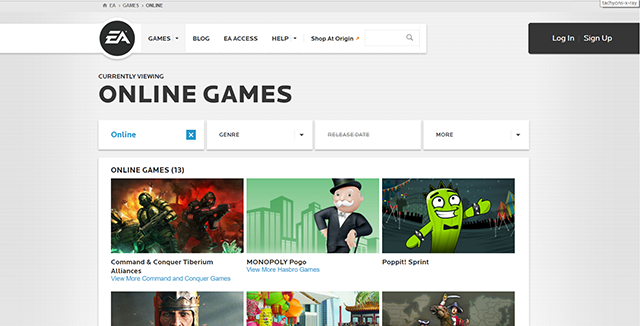 tachyons-x-ray
EA > GAMES > ONLINE
EA
GAMES
BLOG
EA ACCESS
HELP
Shop At Origin
Log In
Sign Up
CURRENTLY VIEWING
ONLINE GAMES
Online
GENRE
RELEASE DATE
MORE
ONLINE GAMES (13)
Command & Conquer Tiberium
Alliances
View More Command and Conquer Games
MONOPOLY Pogo
View More Hasbro Games
Poppit! Sprint